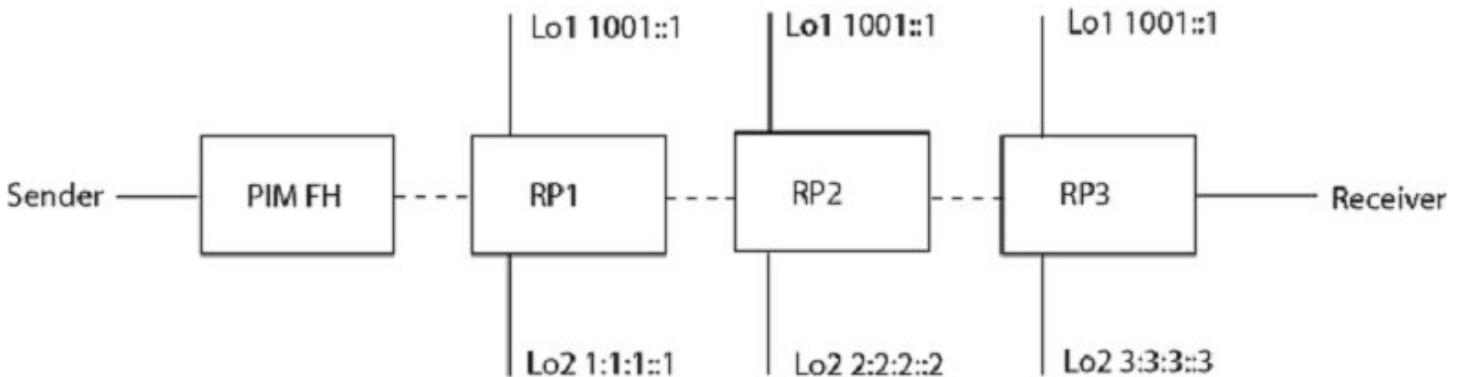 Lo1 1001::1 Lo1 1001::1 Lo1 1001::1
Sender PIM FH RP1 RP2 RP3 Receiver
Lo2 1:1:1::1 Lo2 2:2:2::2 Lo2 3:3:3::3